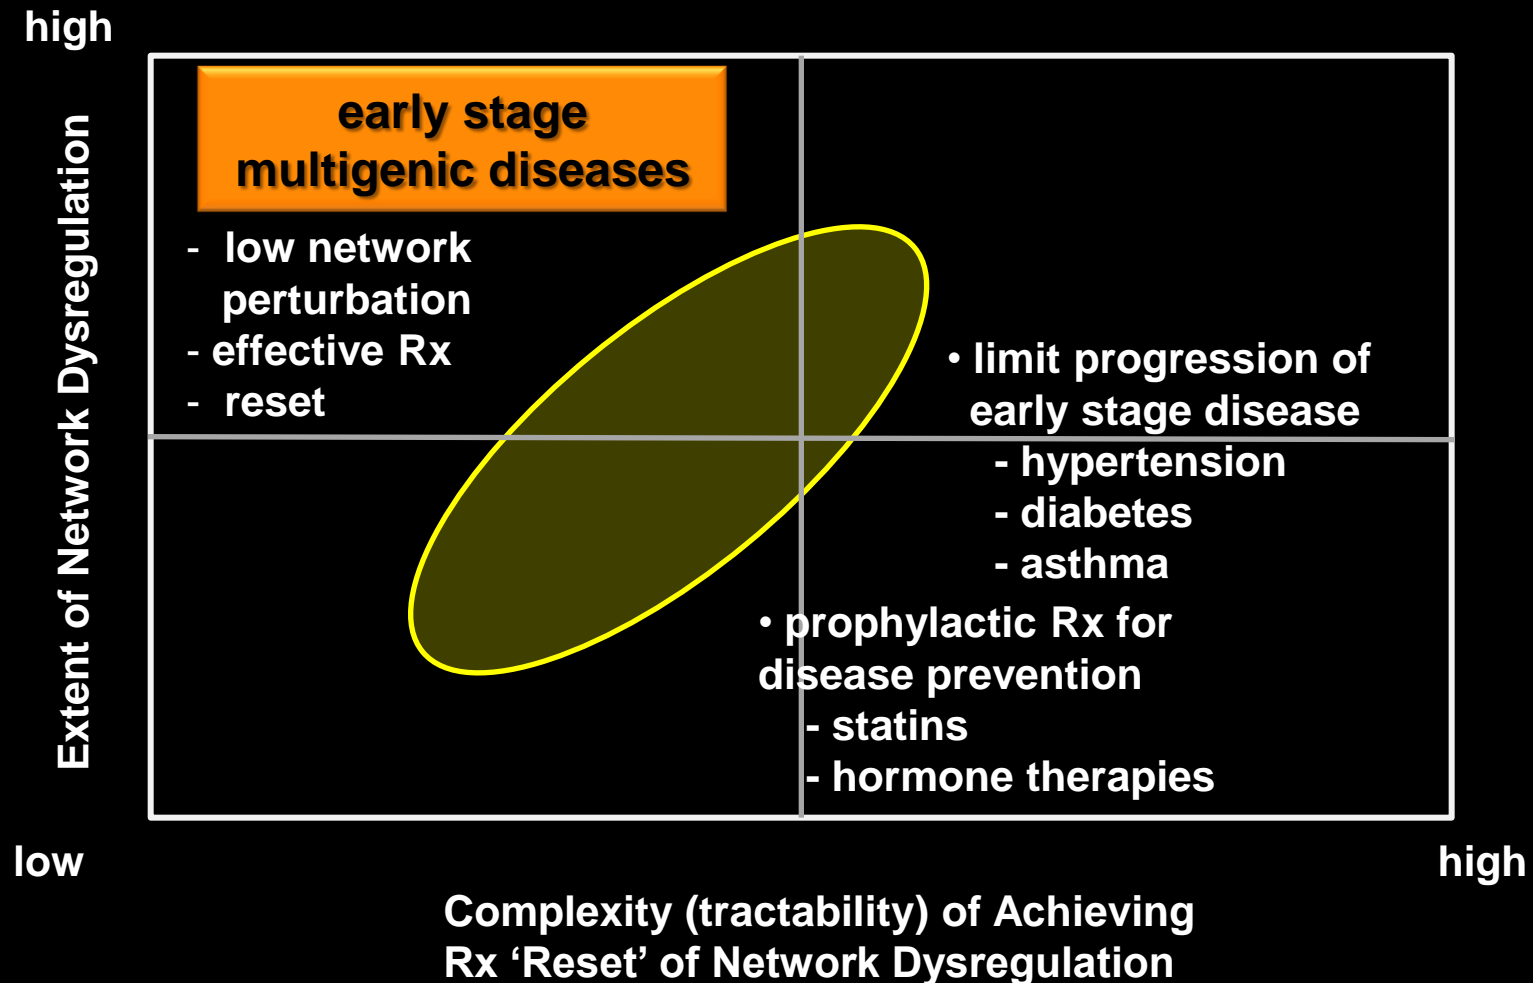 high
early stage
multigenic diseases
- low network
perturbation
- effective Rx
- reset
Extent of Network Dysregulation
• limit progression of
early stage disease
- hypertension
- diabetes
- asthma
• prophylactic Rx for
disease prevention
- statins
- hormone therapies
low
high
Complexity (tractability) of Achieving
Rx ‘Reset’ of Network Dysregulation